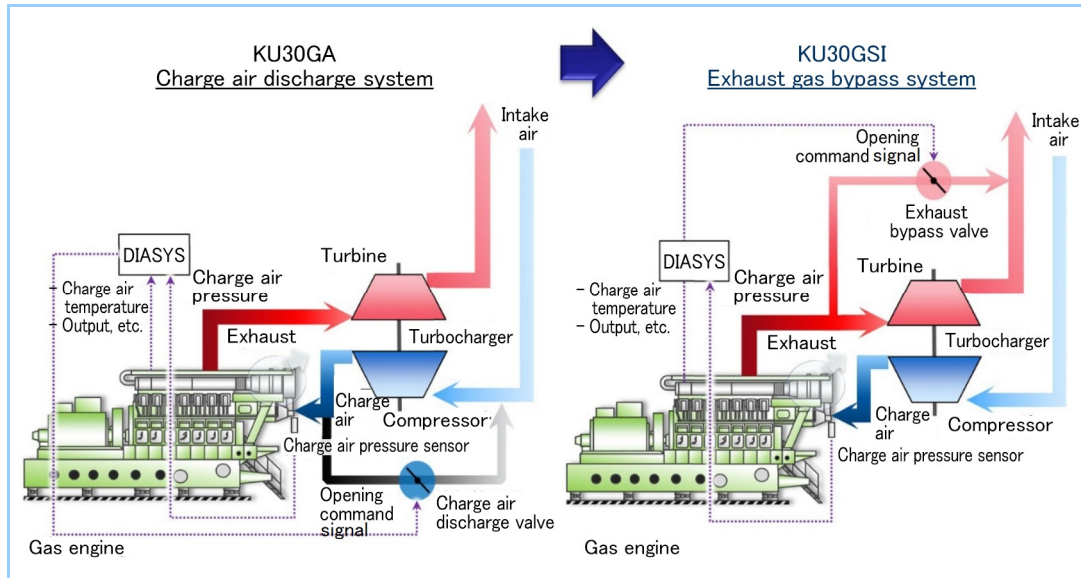 KU30GA
Charge air discharge system
Intake
air
DIASYS
Turbine
- Charge air
temperature
- Output, etc.
Charge air
pressure
Exhaust
Turbocharger
Charge
air
Compressor
Charge air pressure sensor
Opening
command
signal
Charge air
discharge valve
Gas engine
KU30GSI
Exhaust gas bypass system
Opening
command signal
Intake
air
Exhaust
bypass valve
DIASYS
Turbine
- Charge air
temperature
- Output, etc.
Charge air
pressure
Exhaust
Turbocharger
Charge
air
Compressor
Charge air pressure sensor
Gas engine